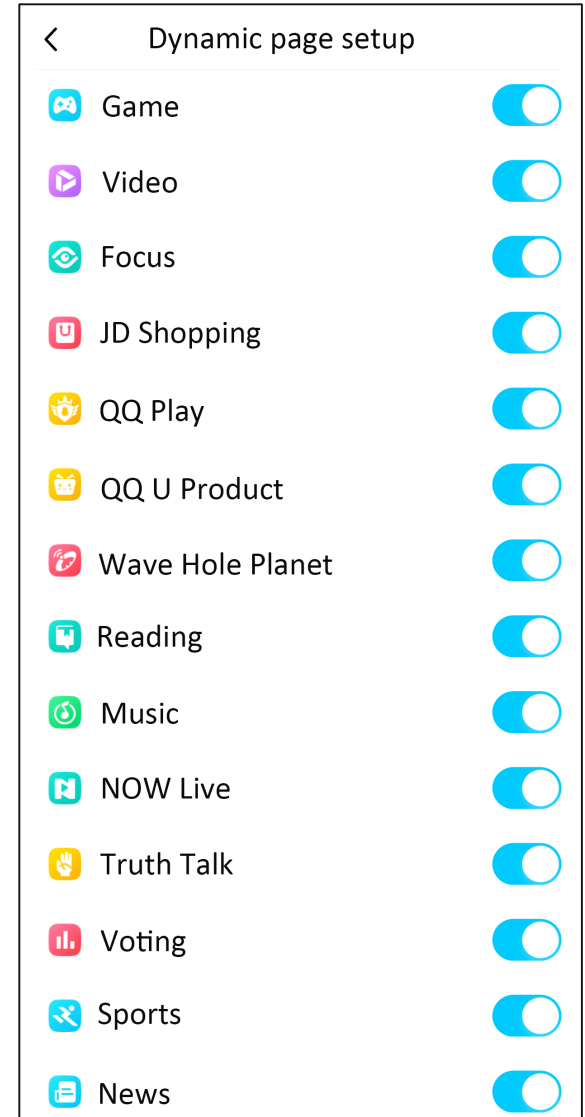 Dynamic page setup
Game
Video
Focus
JD Shopping
QQ Play
QQ U Product
Wave Hole Planet
Reading
Music
NOW Live
Truth Talk
Voting
Sports
News